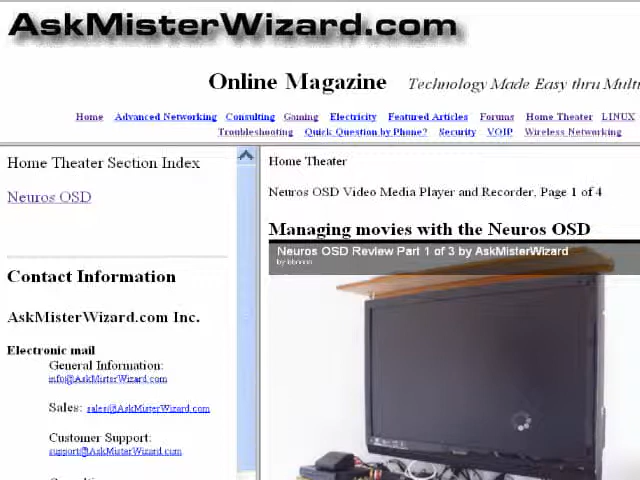 AskMisterWizard.com
Online Magazine Technology Made Easy thru Mult
Home Advanced Networking Consulting Gaming Electricity Featured Articles Forums Home Theater LINUX
Troubleshooting Quick Question by Phone? Security VOIP Wireless Networking
Home Theater Section Index
Neuros OSD
Contact Information
AskMisterWizard.com Inc.
Electronic mail
General Information:
info@AskMisterWizard.com
Sales: sales@AskMisterWizard.com
Customer Support:
support@AskMisterWizard.com
Home Theater
Neuros OSD Video Media Player and Recorder, Page 1 of 4
Managing movies with the Neuros OSD
Neuros OSD Review Part 1 of 3 by AskMisterWizard